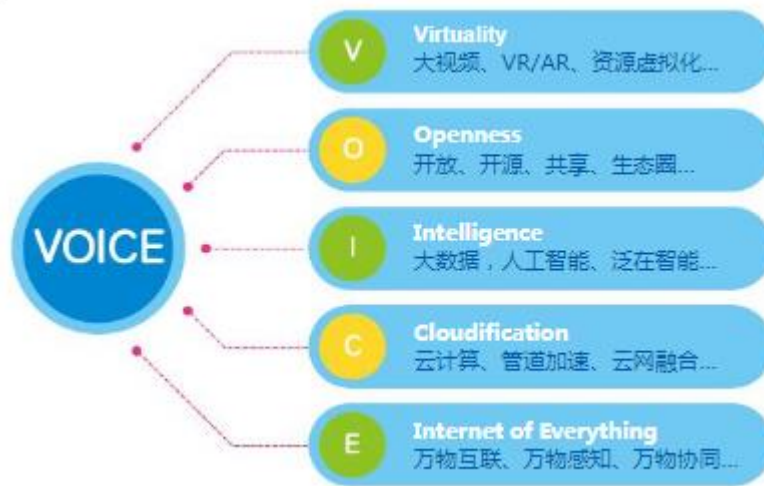 VOICE
V
Virtuality
大视频、VR/AR、资源虚拟化...
O
Openness
开放、开源、共享、生态圈...
I
Intelligence
大数据，人工智能、泛在智能...
C
Cloudification
云计算、管道加速、云网融合...
E
Internet of Everything
万物互联、万物感知、万物协同...